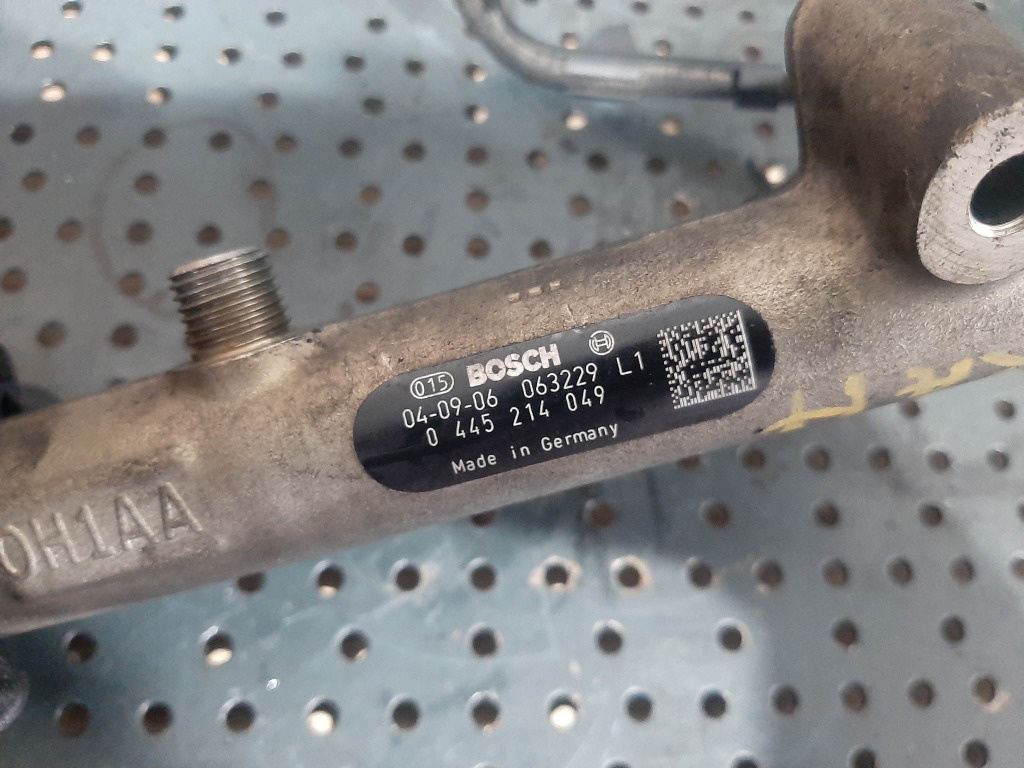 015 BOSCH
04-09-06 063229 L1
0 445 214 049
Made in Germany
0H1AA